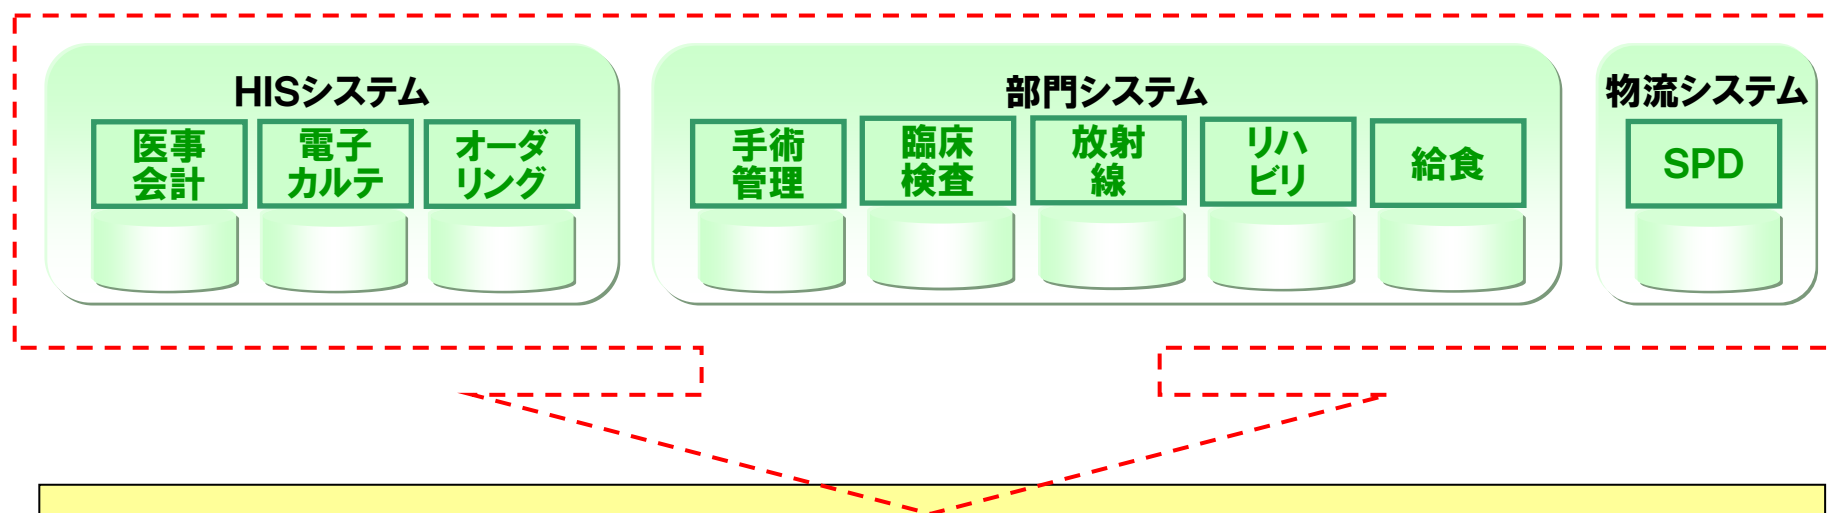 HISシステム
医事
会計
電子
カルテ
オーダ
リング
部門システム
手術
管理
臨床
検査
放射
線
リハ
ビリ
給食
物流システム
SPD